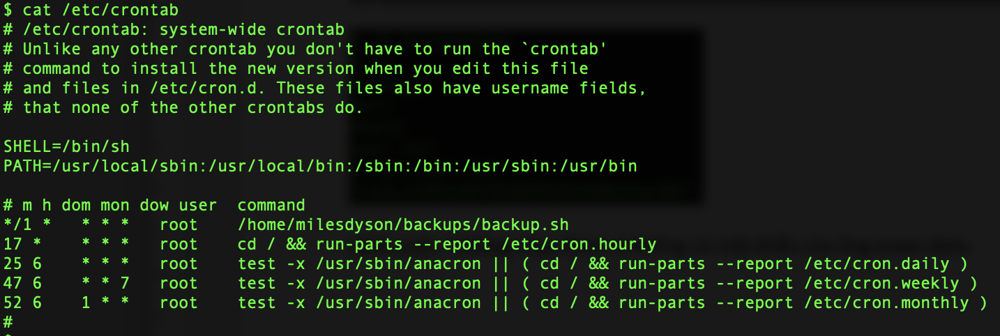 $ cat /etc/crontab
# /etc/crontab: system-wide crontab
# Unlike any other crontab you don't have to run the `crontab'
# command to install the new version when you edit this file
# and files in /etc/cron.d. These files also have username fields,
# that none of the other crontabs do.

SHELL=/bin/sh
PATH=/usr/local/sbin:/usr/local/bin:/sbin:/bin:/usr/sbin:/usr/bin

# m h dom mon dow user  command
*/1 *   * * *   root    /home/milesdyson/backups/backup.sh
17 *    * * *   root    cd / && run-parts --report /etc/cron.hourly
25 6    * * *   root    test -x /usr/sbin/anacron || ( cd / && run-parts --report /etc/cron.daily )
47 6    * * 7   root    test -x /usr/sbin/anacron || ( cd / && run-parts --report /etc/cron.weekly )
52 6    1 * *   root    test -x /usr/sbin/anacron || ( cd / && run-parts --report /etc/cron.monthly )
#